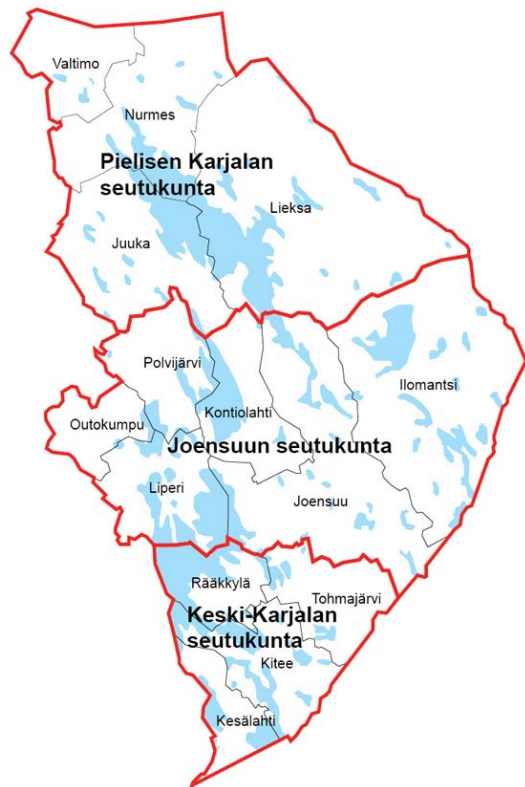 Valtimo
Nurmes
Pielisen Karjalan
seutukunta
Lieksa
Juuka
Polvijärvi
Ilomantsi
Kontiolahti
Outokumpu
Joensuun seutukunta
Liperi
Joensuu
Rääkkylä
Tohmajärvi
Keski-Karjalan
seutukunta
Kitee
Kesälahti